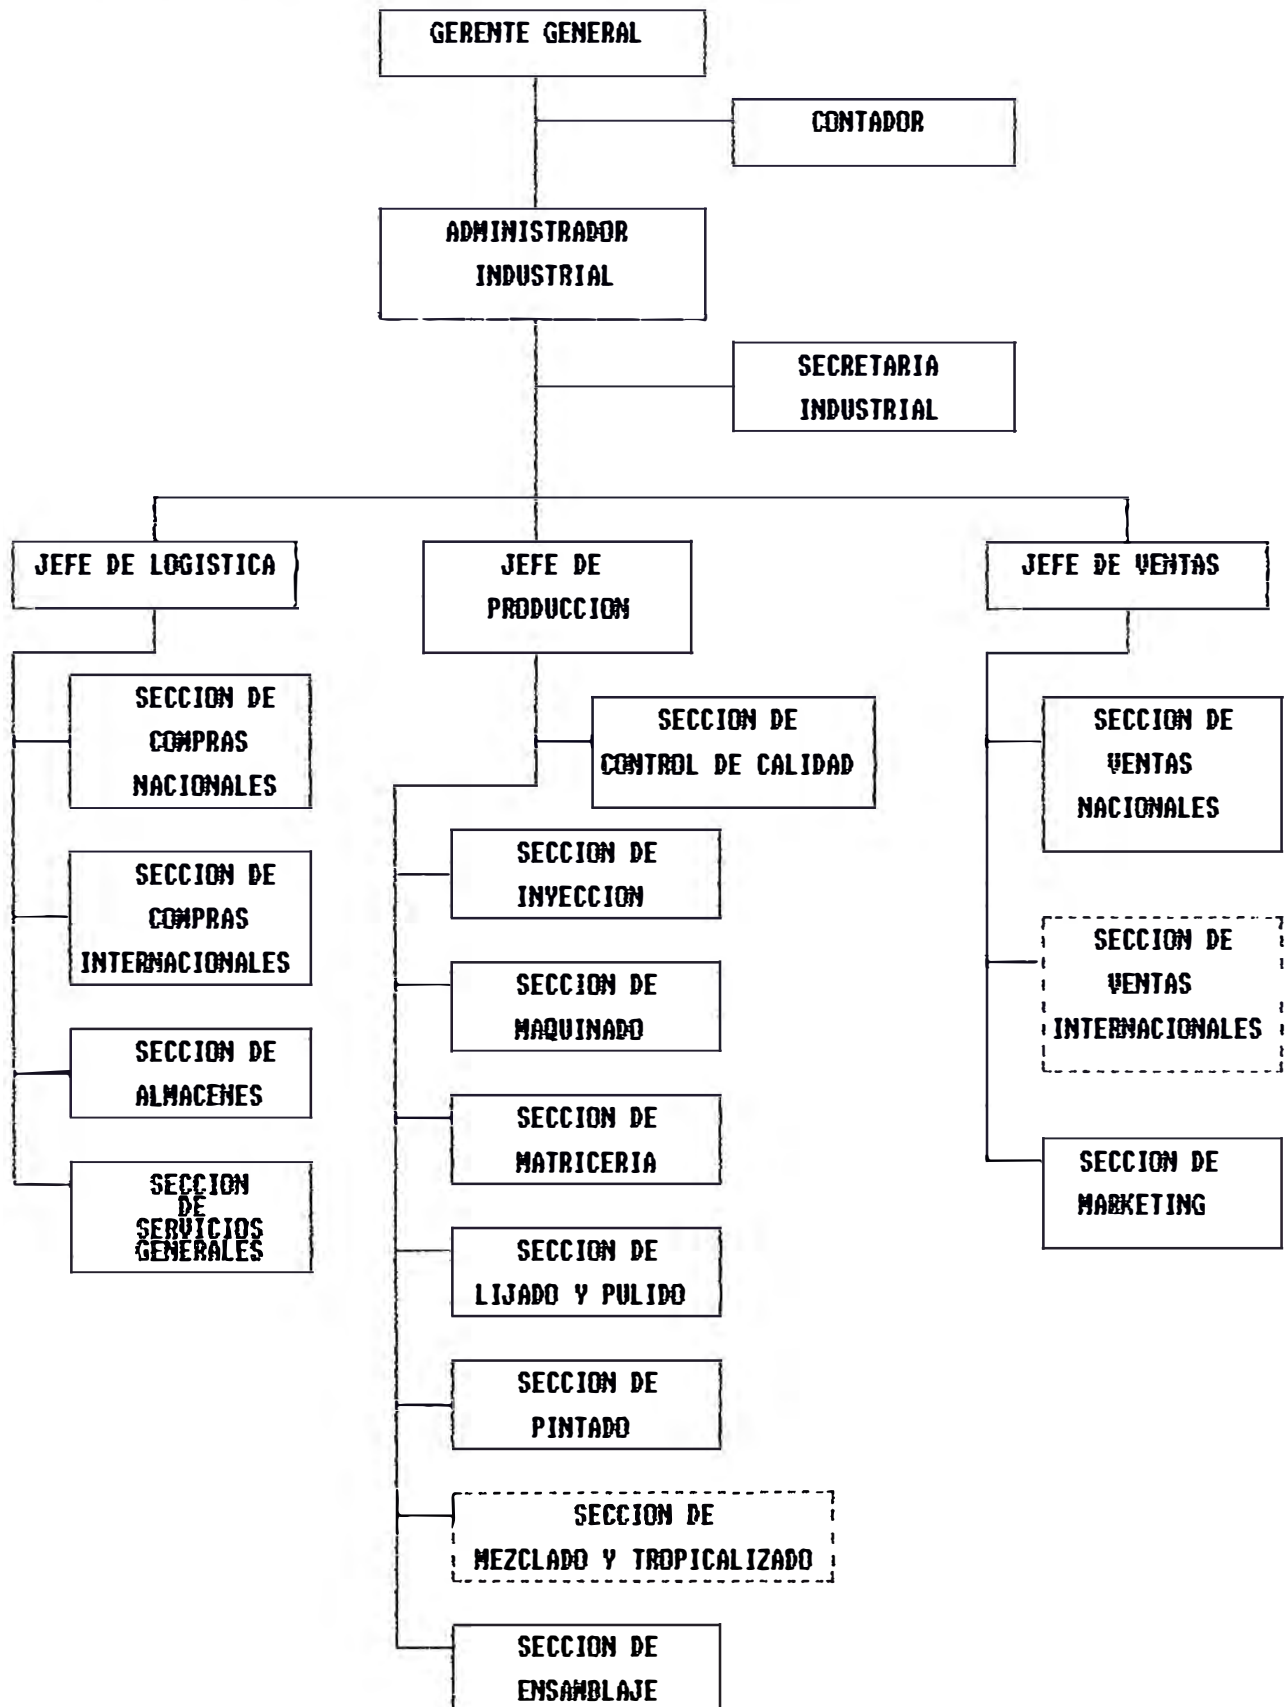 GERENTE GENERAL
CONTADOR
ADMINISTRADOR
INDUSTRIAL
SECRETARIA
INDUSTRIAL
JEFE DE LOGISTICA
JEFE DE
PRODUCCION
JEFE DE VENTAS
SECCION DE
COMPRAS
NACIONALES
SECCION DE
COMPRAS
INTERNACIONALES
SECCION DE
ALMACENES
SECCION
DE
SERVICIOS
GENERALES
SECCION DE
CONTROL DE CALIDAD
SECCION DE
INYECCION
SECCION DE
MAQUINADO
SECCION DE
MATRICERIA
SECCION DE
LIJADO Y PULIDO
SECCION DE
PINTADO
SECCION DE
MEZCLADO Y TROPICALIZADO
SECCION DE
ENSAMBLAJE
SECCION DE
VENTAS
NACIONALES
SECCION DE
VENTAS
INTERNACIONALES
SECCION DE
MARKETING